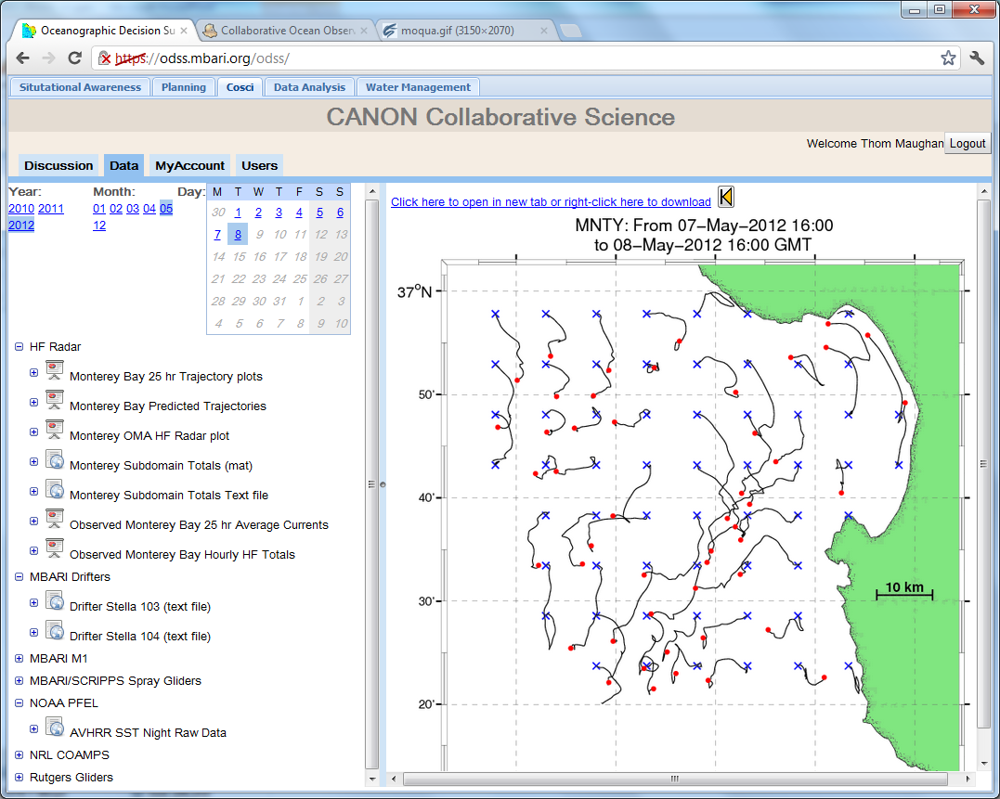 Oceanographic Decision Su
Collaborative Ocean Obser
moqua.gif (3150×2070)
https://odss.mbari.org/odss/
Situtational Awareness Planning Cosci Data Analysis Water Management
CANON Collaborative Science
Welcome Thom Maughan Logout
Discussion Data MyAccount Users
Year: Month: Day:
2010 2011 01 02 03 04 05
2012 12
M T W T F S S
30 1 2 3 4 5 6
7 8 9 10 11 12 13
14 15 16 17 18 19 20
21 22 23 24 25 26 27
28 29 30 31 1 2 3
4 5 6 7 8 9 10
HF Radar
Monterey Bay 25 hr Trajectory plots
Monterey Bay Predicted Trajectories
Monterey OMA HF Radar plot
Monterey Subdomain Totals (mat)
Monterey Subdomain Totals Text file
Observed Monterey Bay 25 hr Average Currents
Observed Monterey Bay Hourly HF Totals
MBARI Drifters
Drifter Stella 103 (text file)
Drifter Stella 104 (text file)
MBARI M1
MBARI/SCRIPPS Spray Gliders
NOAA PFEL
AVHRR SST Night Raw Data
NRL COAMPS
Rutgers Gliders
Click here to open in new tab or right-click here to download
MNTY: From 07-May-2012 16:00
to 08-May-2012 16:00 GMT
37°N
50'
40'
30'
20'
10 km